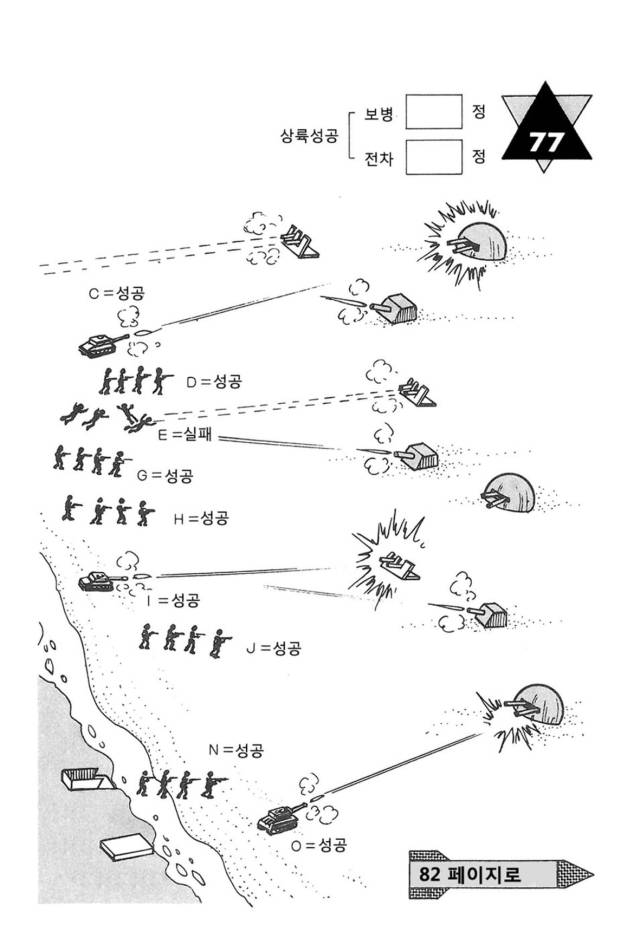 보병 정
77
상륙성공
전차 정
C=성공
D=성공
E=실패
G=성공
H=성공
I=성공
J=성공
N=성공
O=성공
82 페이지로